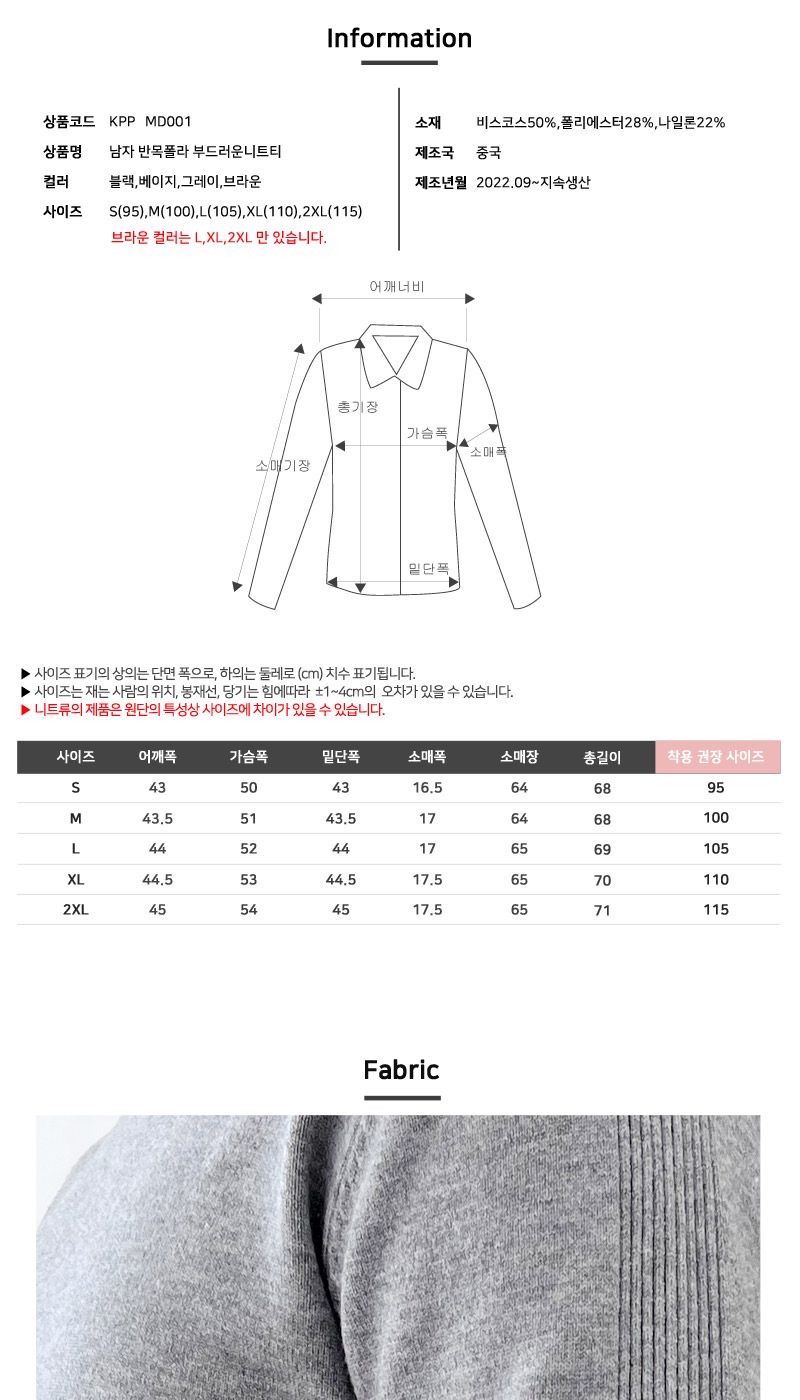 Information
상품코드 KPP MD001
상품명 남자 반목폴라 부드러운니트티
컬러 블랙,베이지,그레이,브라운
사이즈 S(95),M(100),L(105),XL(110),2XL(115)
브라운 컬러는 L,XL,2XL 만 있습니다.
소재 비스코스50%,폴리에스터28%,나일론22%
제조국 중국
제조년월 2022.09~지속생산
어깨너비
총기장
가슴폭
소매폭
소매기장
밑단폭
▶ 사이즈 표기의 상의는 단면 폭으로, 하의는 둘레로 (cm) 치수 표기됩니다.
▶ 사이즈는 재는 사람의 위치, 봉재선, 당기는 힘에따라 ±1~4cm의 오차가 있을 수 있습니다.
▶ 니트류의 제품은 원단의 특성상 사이즈에 차이가 있을 수 있습니다.
사이즈 어깨폭 가슴폭 밑단폭 소매폭 소매장 총길이 착용 권장 사이즈
S 43 50 43 16.5 64 68 95
M 43.5 51 43.5 17 64 68 100
L 44 52 44 17 65 69 105
XL 44.5 53 44.5 17.5 65 70 110
2XL 45 54 45 17.5 65 71 115
Fabric